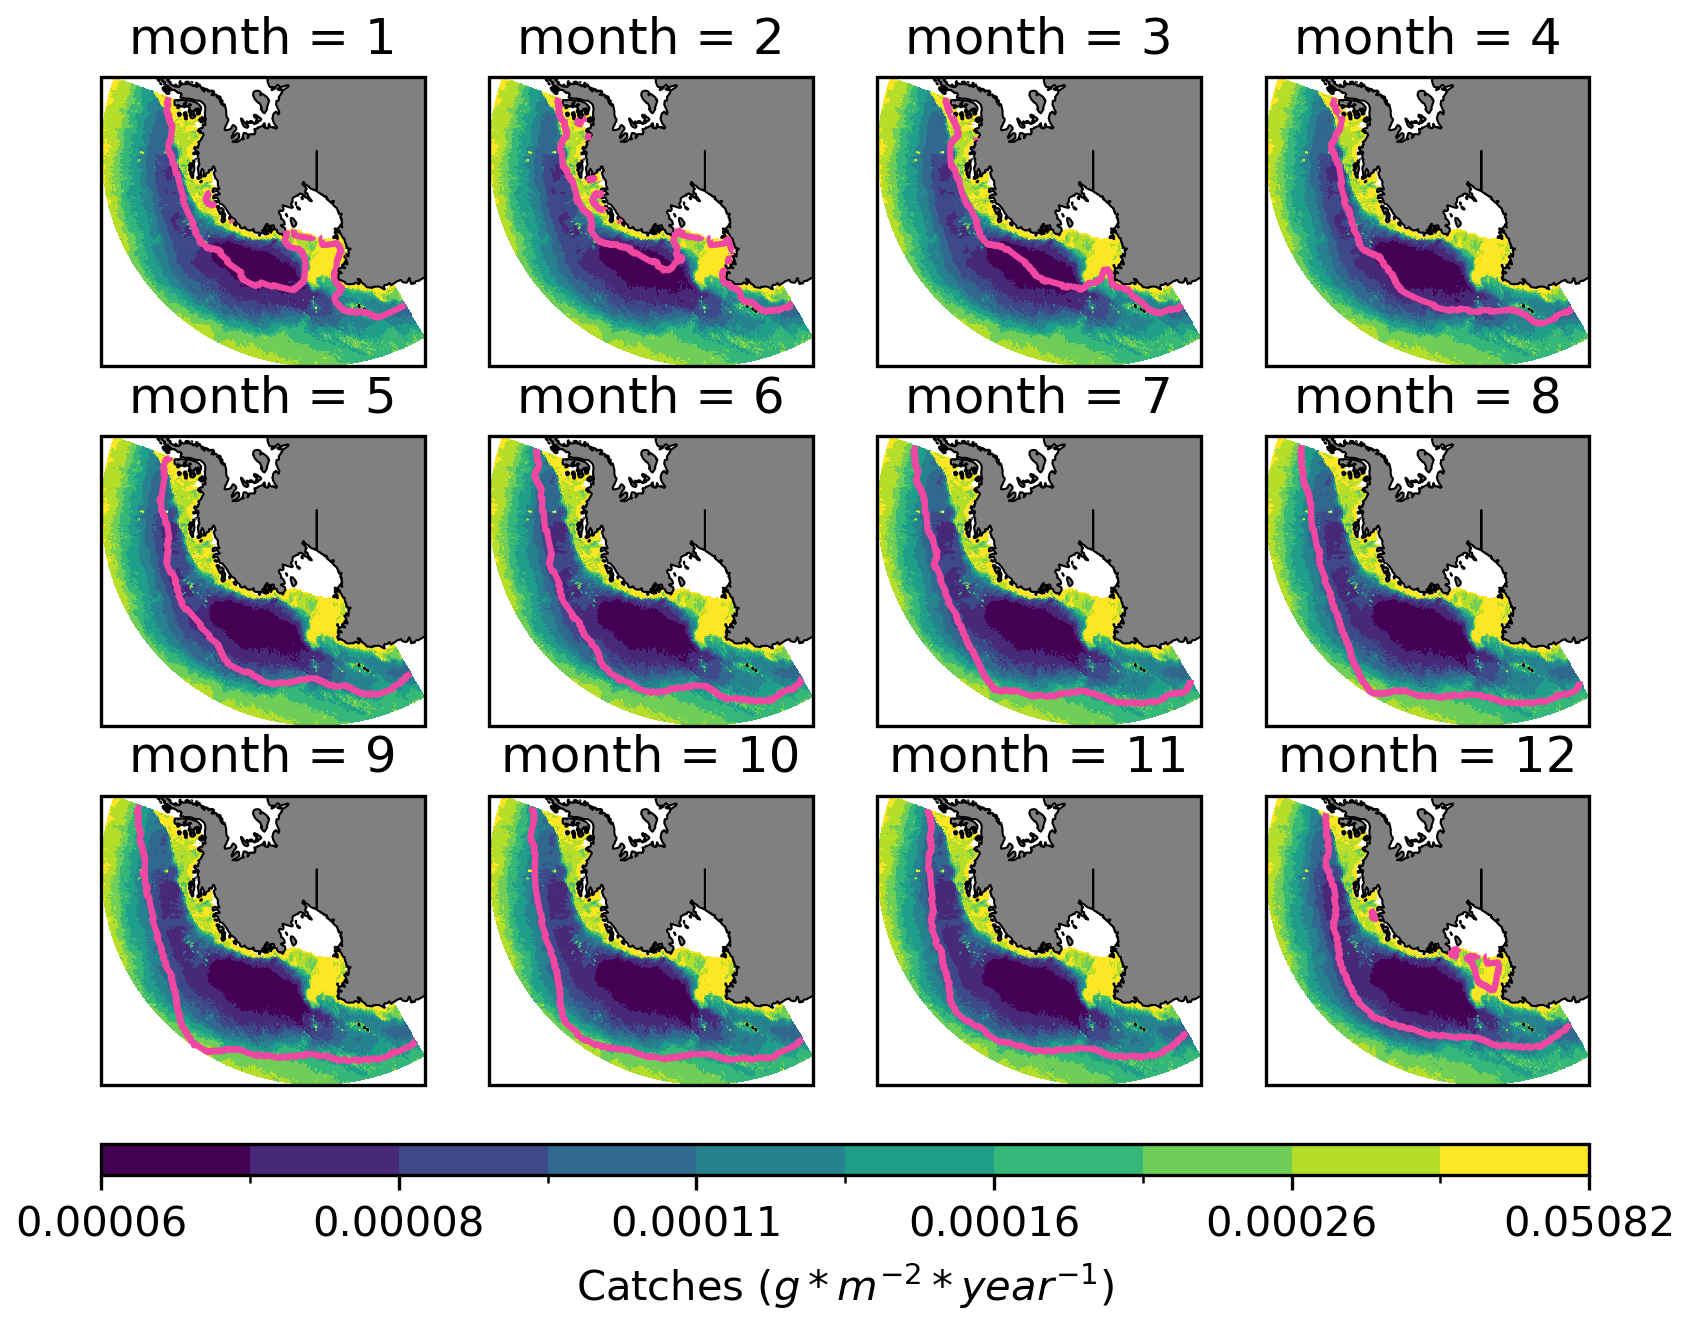 month = 1 month = 2 month = 3 month = 4
month = 5 month = 6 month = 7 month = 8
month = 9 month = 10 month = 11 month = 12
0.00006 0.00008 0.00011 0.00016 0.00026 0.05082
Catches (g * m⁻² * year⁻¹)